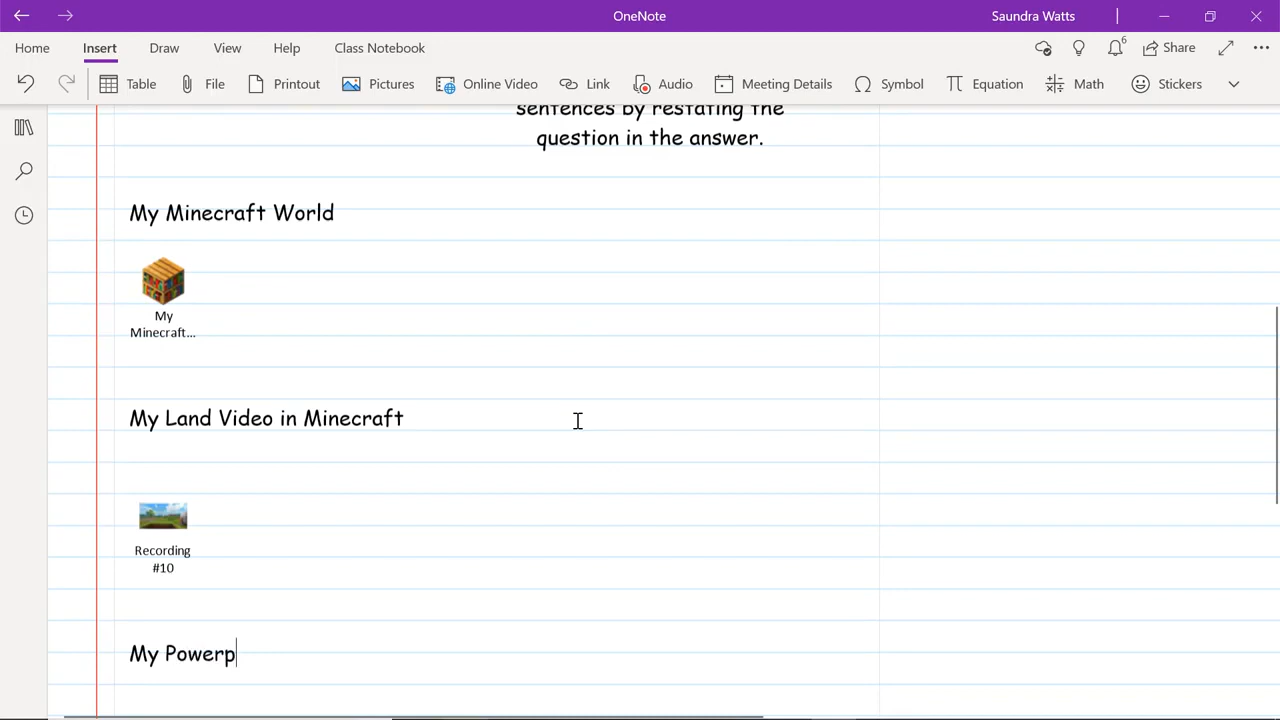 OneNote
Saundra Watts
Home Insert Draw View Help Class Notebook
6
Share
Table File Printout Pictures Online Video Link Audio Meeting Details Symbol Equation Math Stickers
sentences by restating the
question in the answer.
My Minecraft World
My
Minecraft...
My Land Video in Minecraft
Recording
#10
My Powerp